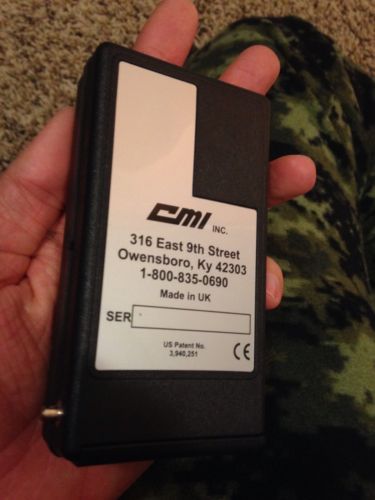 CMI INC.
316 East 9th Street
Owensboro, Ky 42303
1-800-835-0690
Made in UK
SER
US Patent No.
3,940,251
CE